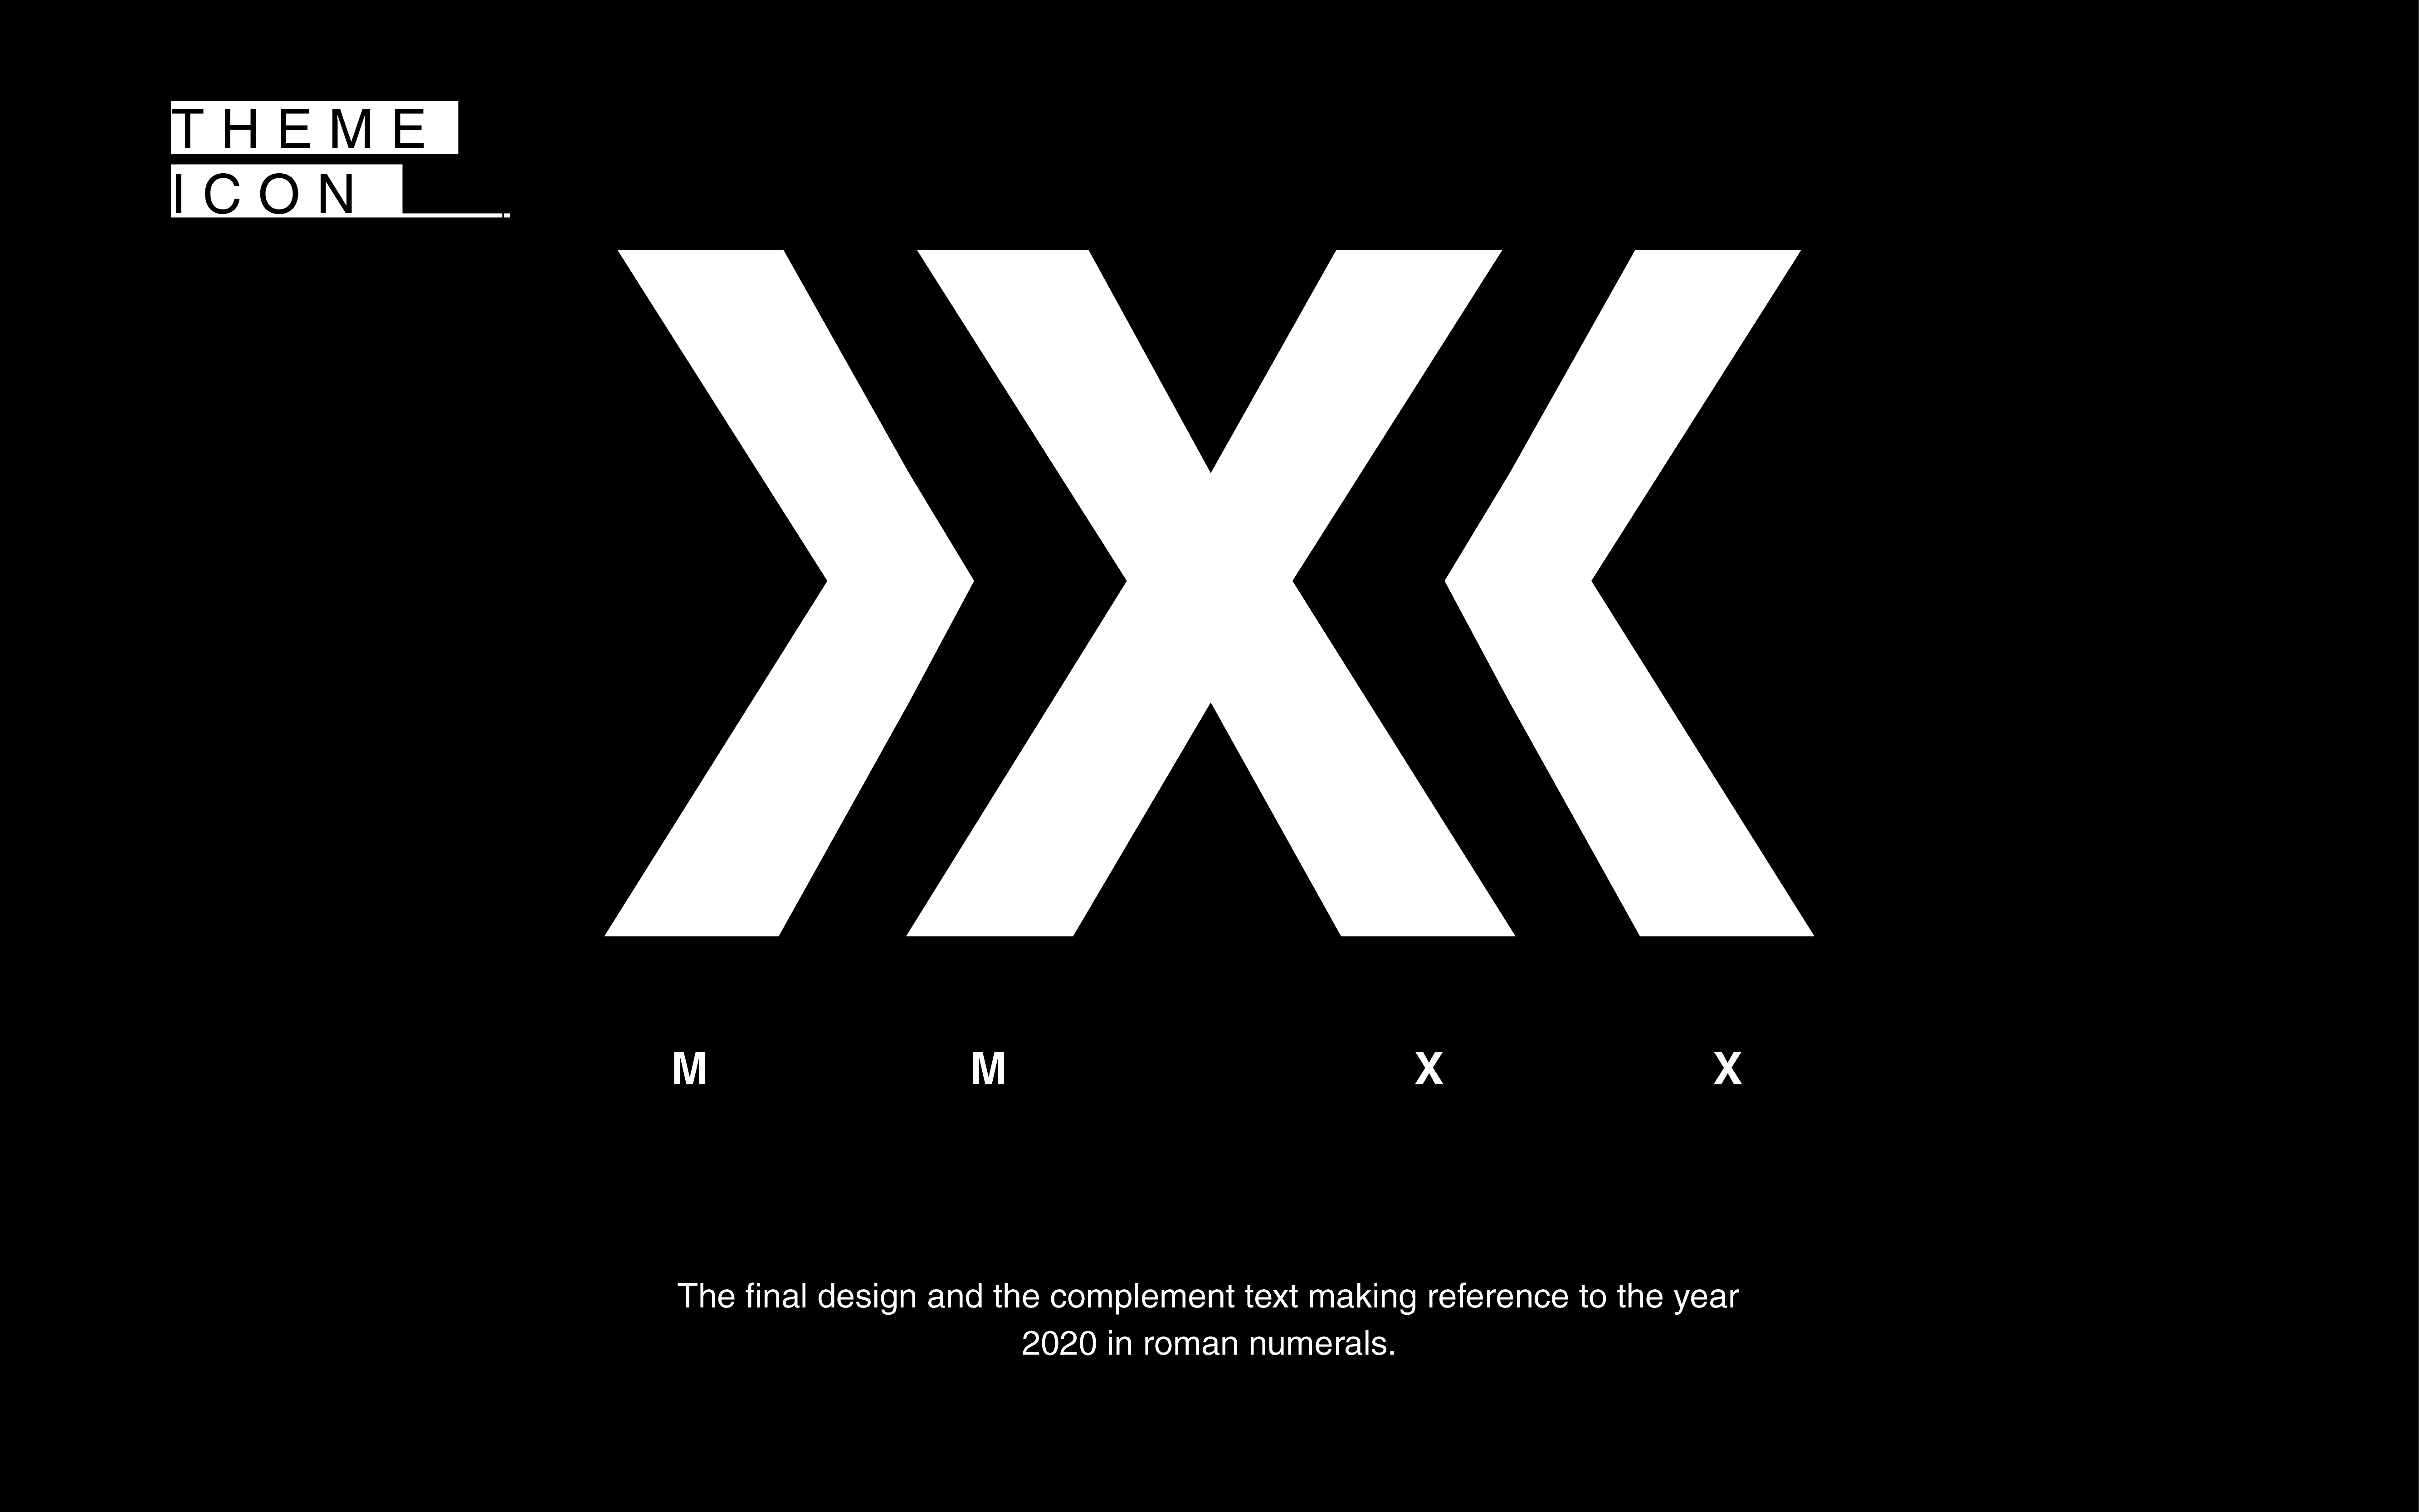 THEME
ICON
X
M M X X
The final design and the complement text making reference to the year
2020 in roman numerals.